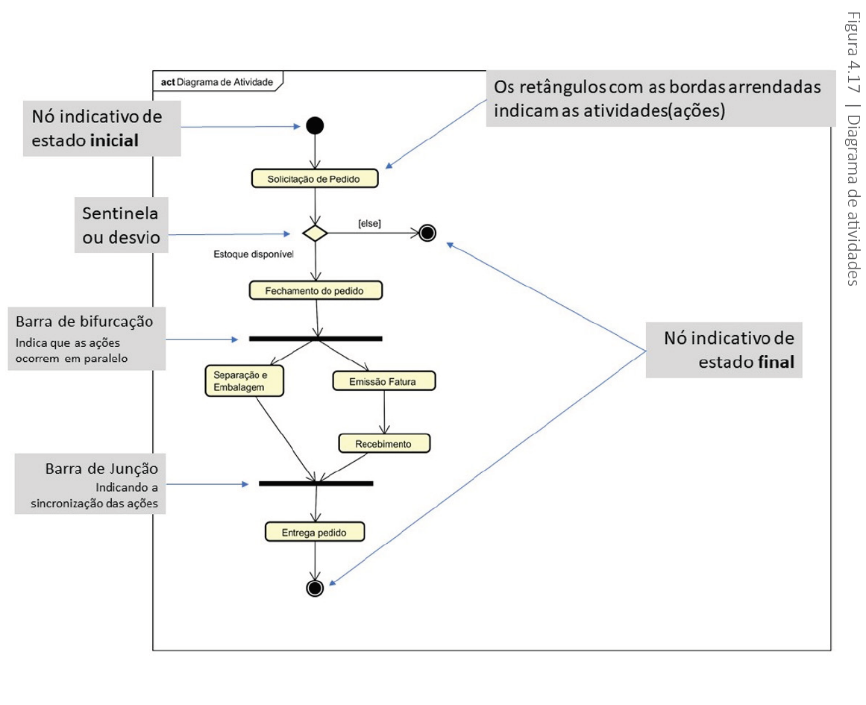 Figura 4.17 | Diagrama de atividades
act Diagrama de Atividade
Os retângulos com as bordas arrendadas
indicam as atividades(ações)
Nó indicativo de
estado inicial
Solicitação de Pedido
Sentinela
ou desvio
[else]
Estoque disponível
Fechamento do pedido
Barra de bifurcação
Indica que as ações
ocorrem em paralelo
Nó indicativo de
estado final
Separação e
Embalagem
Emissão Fatura
Recebimento
Barra de Junção
Indicando a
sincronização das ações
Entrega pedido